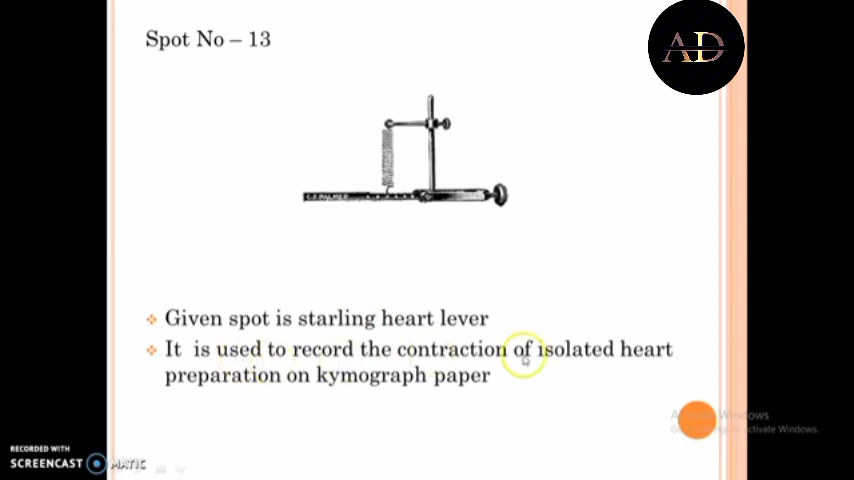 Spot No – 13
AD
C.F.PALMER
❖ Given spot is starling heart lever
❖ It is used to record the contraction of isolated heart
preparation on kymograph paper
RECORDED WITH
SCREENCAST MATIC